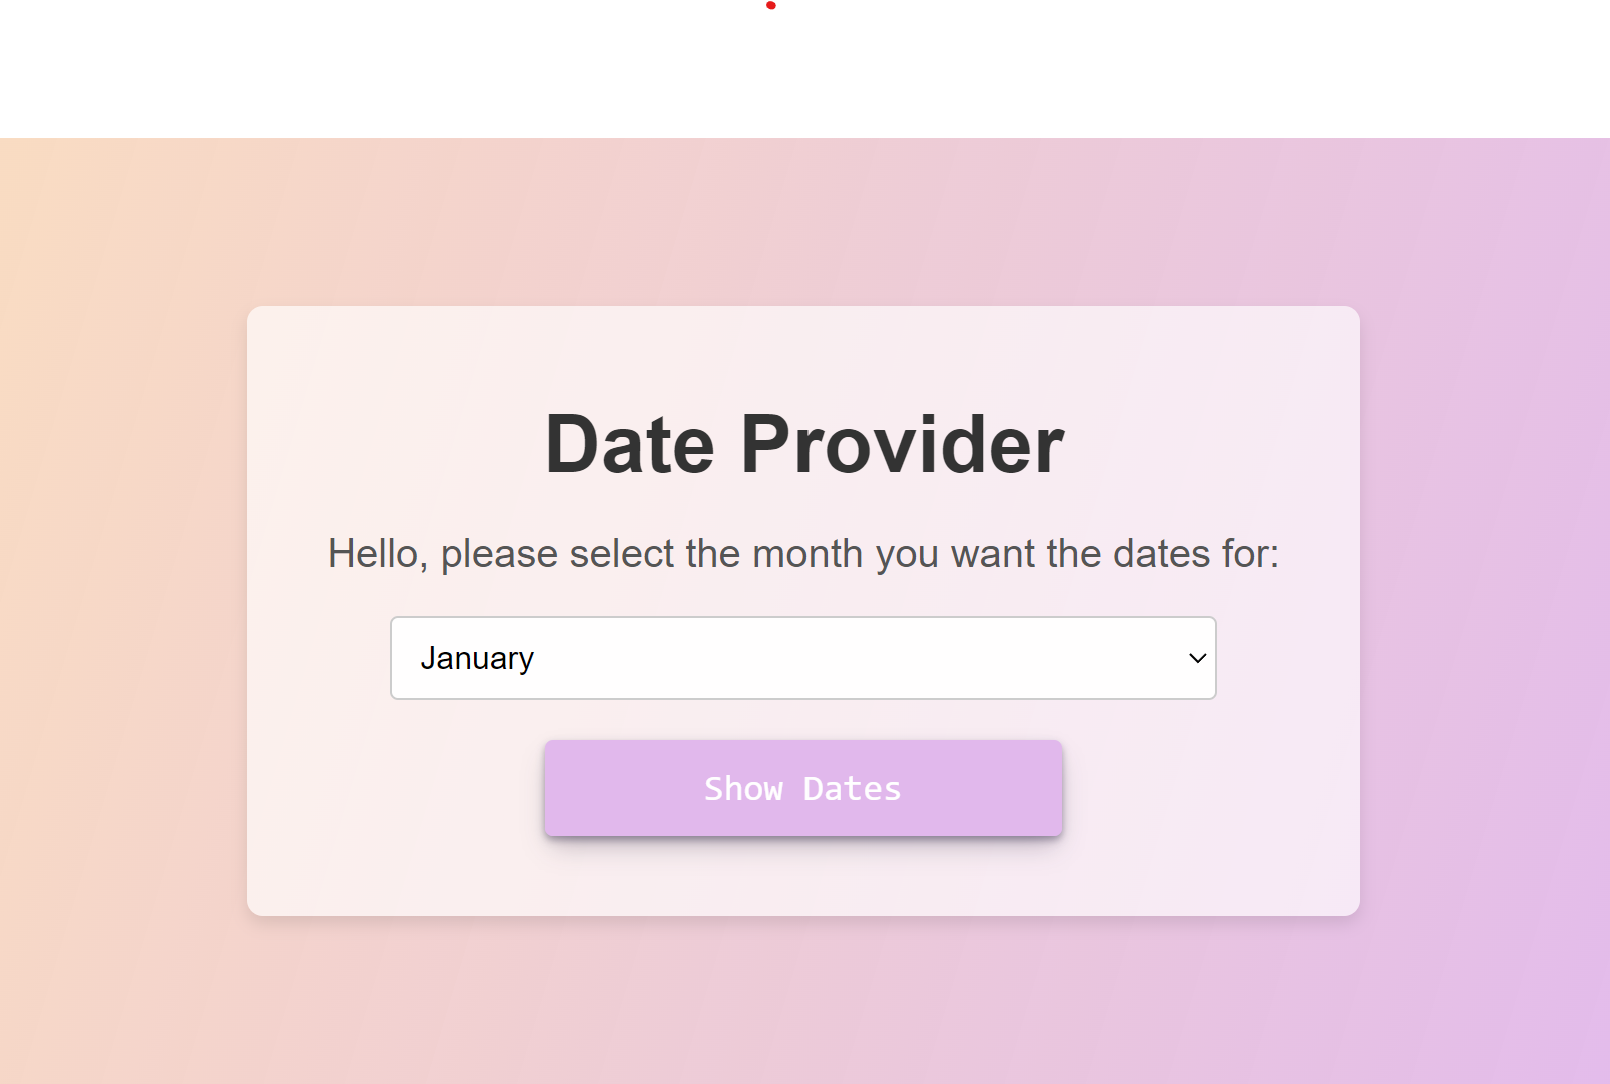 Date Provider
Hello, please select the month you want the dates for:
January
Show Dates